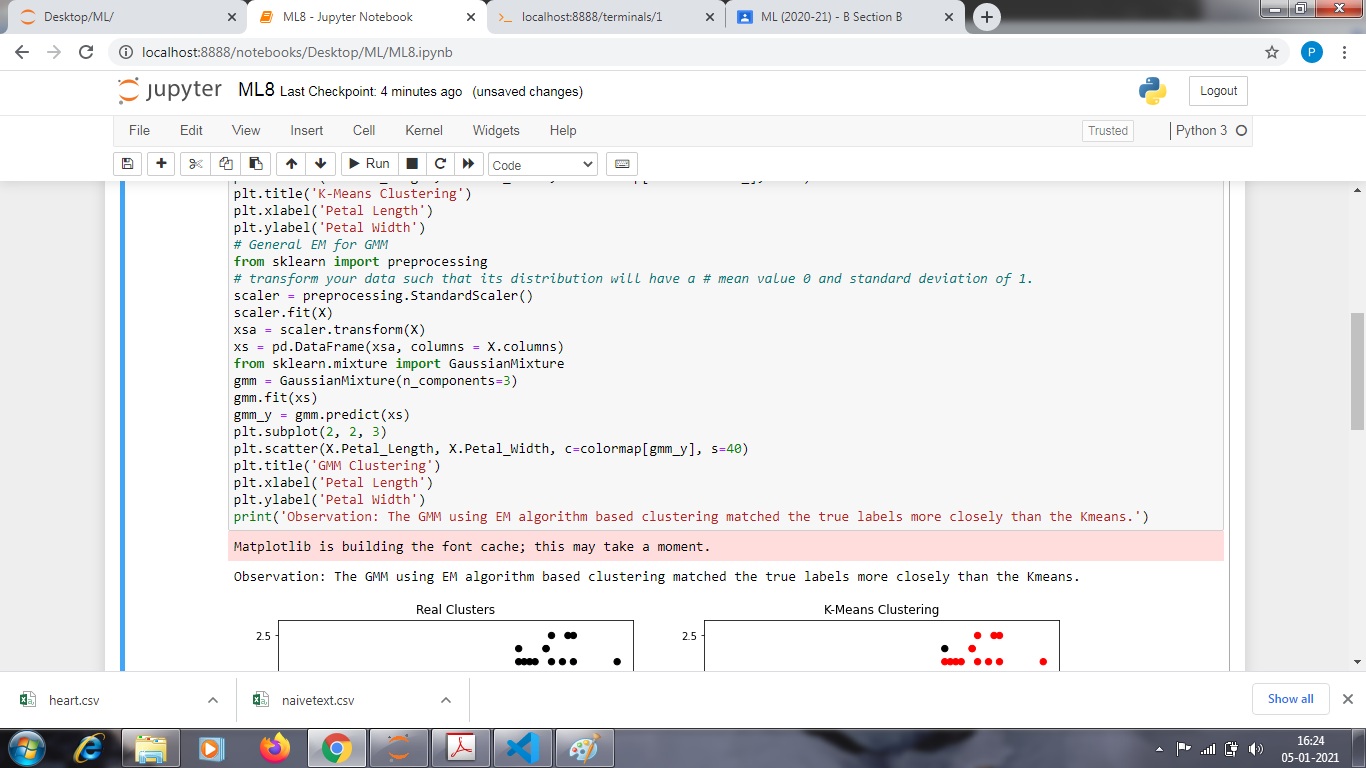 Desktop/ML/
ML8 - Jupyter Notebook
localhost:8888/terminals/1
ML (2020-21) - B Section B
localhost:8888/notebooks/Desktop/ML/ML8.ipynb
P
jupyter ML8 Last Checkpoint: 4 minutes ago (unsaved changes)
Logout
File Edit View Insert Cell Kernel Widgets Help
Trusted
Python 3
Run
Code
plt.title('K-Means Clustering')
plt.xlabel('Petal Length')
plt.ylabel('Petal Width')
# General EM for GMM
from sklearn import preprocessing
# transform your data such that its distribution will have a # mean value 0 and standard deviation of 1.
scaler = preprocessing.StandardScaler()
scaler.fit(X)
xsa = scaler.transform(X)
xs = pd.DataFrame(xsa, columns = X.columns)
from sklearn.mixture import GaussianMixture
gmm = GaussianMixture(n_components=3)
gmm.fit(xs)
gmm_y = gmm.predict(xs)
plt.subplot(2, 2, 3)
plt.scatter(X.Petal_Length, X.Petal_Width, c=colormap[gmm_y], s=40)
plt.title('GMM Clustering')
plt.xlabel('Petal Length')
plt.ylabel('Petal Width')
print('Observation: The GMM using EM algorithm based clustering matched the true labels more closely than the Kmeans.')
Matplotlib is building the font cache; this may take a moment.
Observation: The GMM using EM algorithm based clustering matched the true labels more closely than the Kmeans.
Real Clusters
K-Means Clustering
2.5
2.5
heart.csv
naivetext.csv
Show all
16:24
05-01-2021